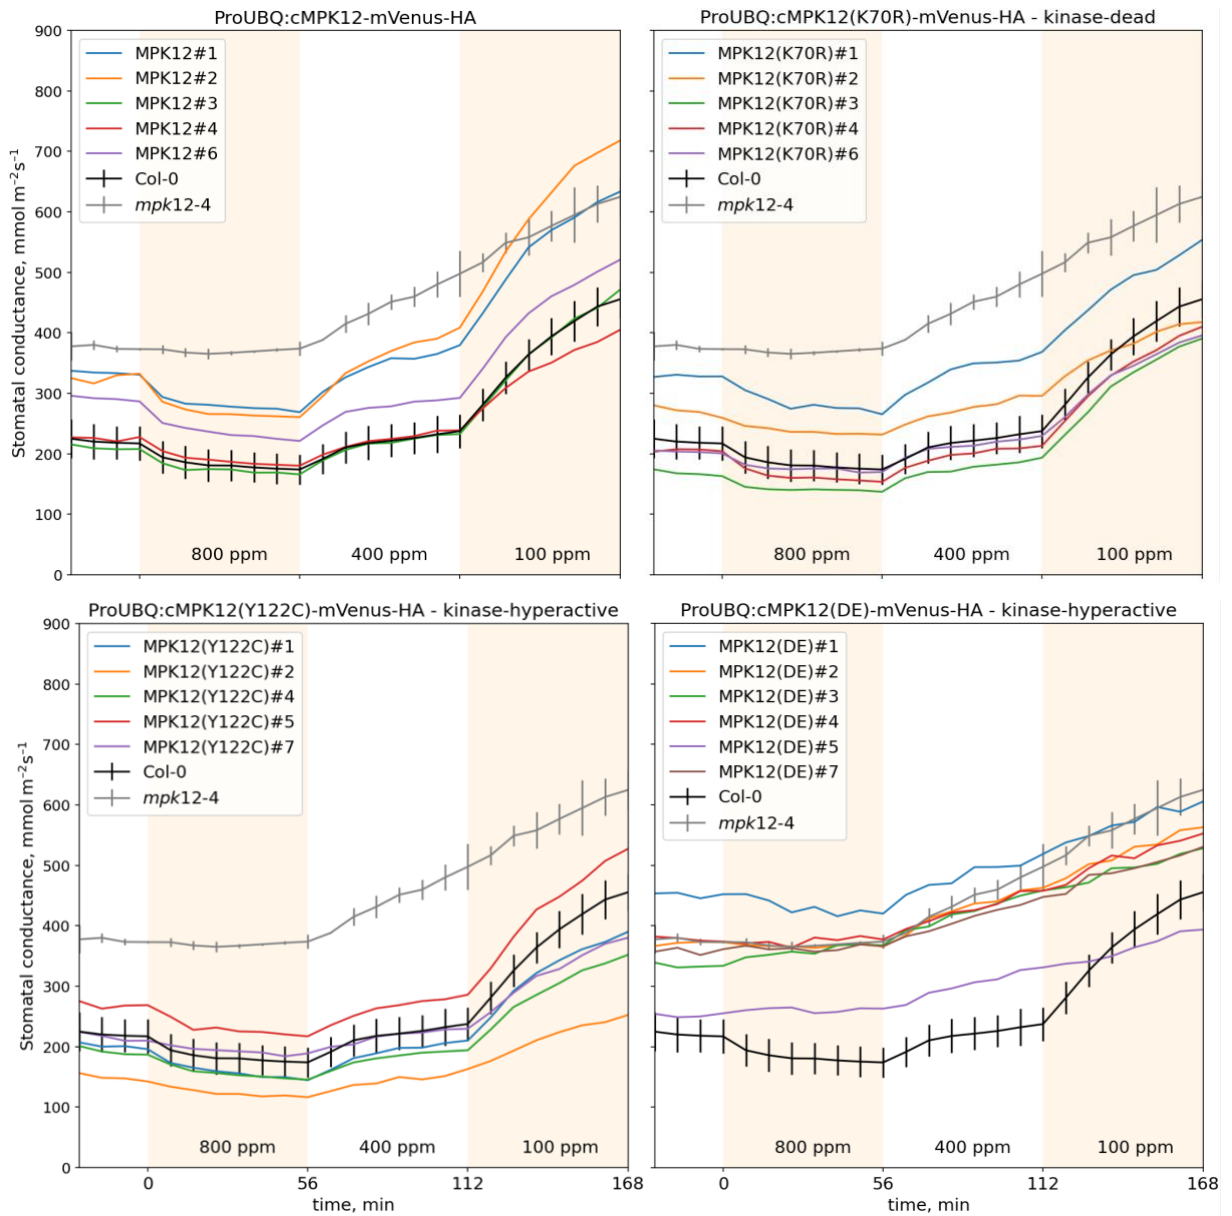 ProUBQ:cMPK12-mVenus-HA
900
800
700
600
500
400
300
200
100
0
Stomatal conductance, mmol m⁻²s⁻¹
MPK12#1
MPK12#2
MPK12#3
MPK12#4
MPK12#6
Col-0
mpk12-4
800 ppm
400 ppm
100 ppm
ProUBQ:cMPK12(K70R)-mVenus-HA - kinase-dead
MPK12(K70R)#1
MPK12(K70R)#2
MPK12(K70R)#3
MPK12(K70R)#4
MPK12(K70R)#6
Col-0
mpk12-4
800 ppm
400 ppm
100 ppm
ProUBQ:cMPK12(Y122C)-mVenus-HA - kinase-hyperactive
900
800
700
600
500
400
300
200
100
0
Stomatal conductance, mmol m⁻²s⁻¹
MPK12(Y122C)#1
MPK12(Y122C)#2
MPK12(Y122C)#4
MPK12(Y122C)#5
MPK12(Y122C)#7
Col-0
mpk12-4
800 ppm
400 ppm
100 ppm
0
56
112
168
time, min
ProUBQ:cMPK12(DE)-mVenus-HA - kinase-hyperactive
MPK12(DE)#1
MPK12(DE)#2
MPK12(DE)#3
MPK12(DE)#4
MPK12(DE)#5
MPK12(DE)#7
Col-0
mpk12-4
800 ppm
400 ppm
100 ppm
0
56
112
168
time, min